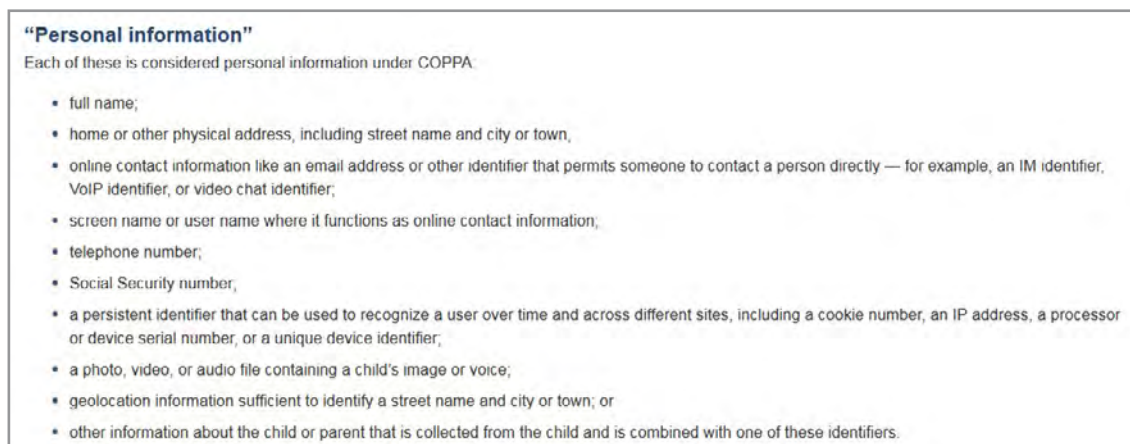 “Personal information”
Each of these is considered personal information under COPPA:
• full name;
• home or other physical address, including street name and city or town,
• online contact information like an email address or other identifier that permits someone to contact a person directly — for example, an IM identifier,
VoIP identifier, or video chat identifier;
• screen name or user name where it functions as online contact information;
• telephone number;
• Social Security number;
• a persistent identifier that can be used to recognize a user over time and across different sites, including a cookie number, an IP address, a processor
or device serial number, or a unique device identifier;
• a photo, video, or audio file containing a child's image or voice;
• geolocation information sufficient to identify a street name and city or town; or
• other information about the child or parent that is collected from the child and is combined with one of these identifiers.